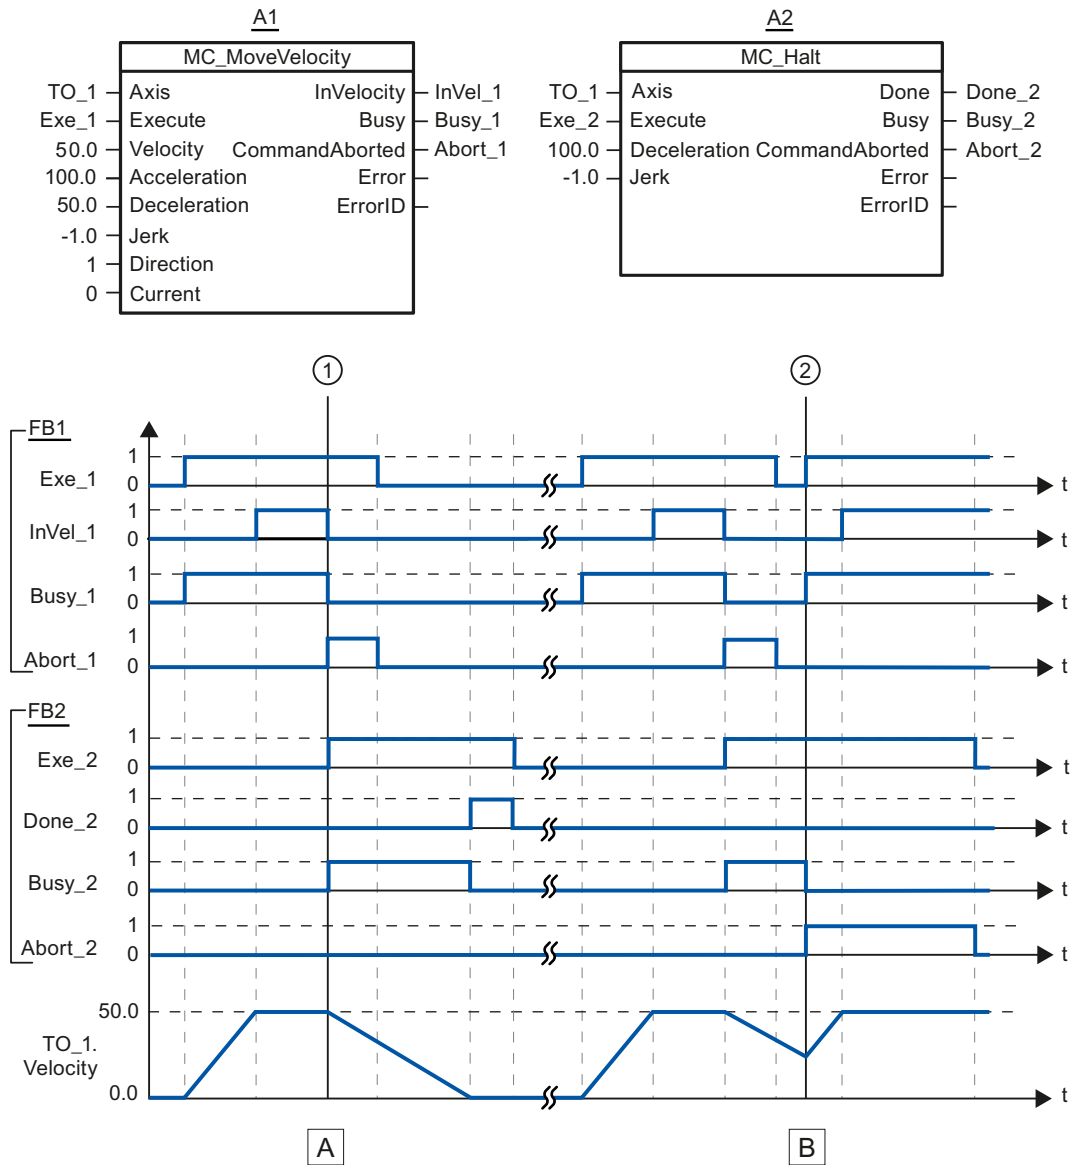 A1
MC_MoveVelocity
TO_1 Axis InVelocity InVel_1
Exe_1 Execute Busy Busy_1
50.0 Velocity CommandAborted Abort_1
100.0 Acceleration Error
50.0 Deceleration ErrorID
-1.0 Jerk
1 Direction
0 Current
A2
MC_Halt
TO_1 Axis Done Done_2
Exe_2 Execute Busy Busy_2
100.0 Deceleration CommandAborted Abort_2
-1.0 Jerk Error
ErrorID
1 2
FB1
1
Exe_1 0 t
1
InVel_1 0 t
1
Busy_1 0 t
1
Abort_1 0 t
FB2
1
Exe_2 0 t
1
Done_2 0 t
1
Busy_2 0 t
1
Abort_2 0 t
50.0
TO_1.
Velocity
0.0 t
A B